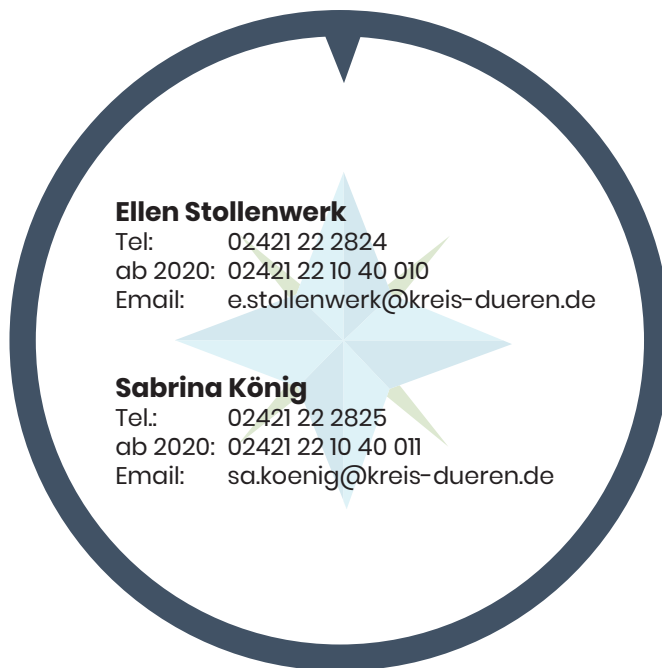 Ellen Stollenwerk
Tel: 02421 22 2824
ab 2020: 02421 22 10 40 010
Email: e.stollenwerk@kreis-dueren.de
Sabrina König
Tel.: 02421 22 2825
ab 2020: 02421 22 10 40 011
Email: sa.koenig@kreis-dueren.de